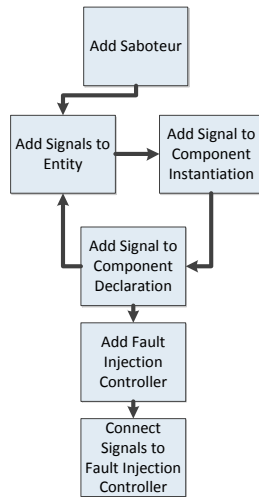 Add Saboteur
Add Signals to
Entity
Add Signal to
Component
Instantiation
Add Signal to
Component
Declaration
Add Fault
Injection
Controller
Connect
Signals to
Fault Injection
Controller